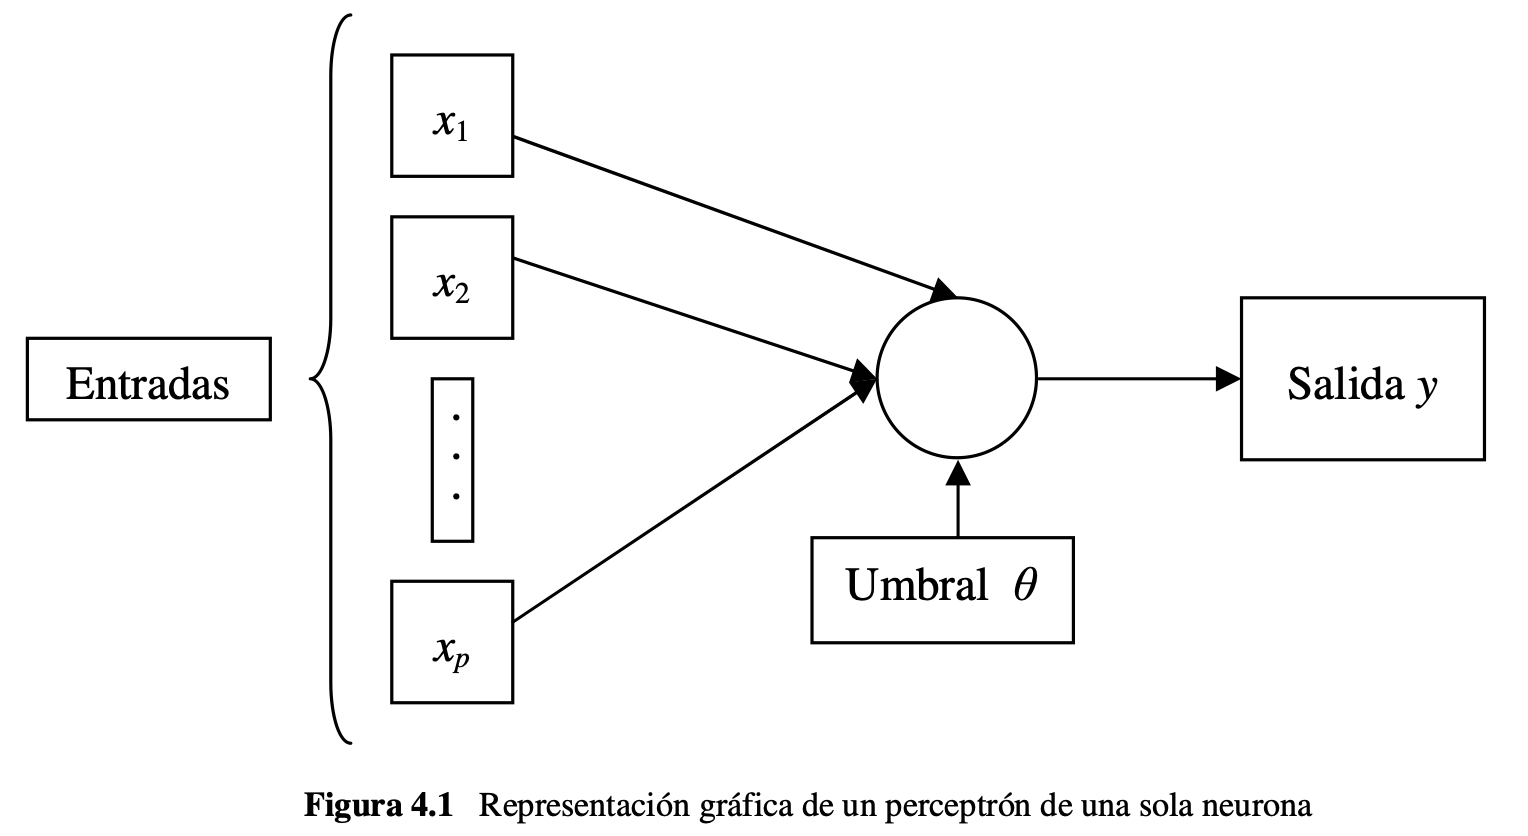 x1
x2
Entradas
.
.
.
Salida y
Umbral θ
xp
Figura 4.1 Representación gráfica de un perceptrón de una sola neurona